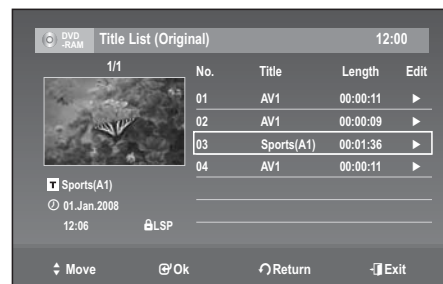 DVD-RAM Title List (Original) 12:00
1/1
No. Title Length Edit
01 AV1 00:00:11 ►
02 AV1 00:00:09 ►
03 Sports(A1) 00:01:36 ►
04 AV1 00:00:11 ►
T Sports(A1)
01.Jan.2008
12:06 LSP
Move Ok Return Exit